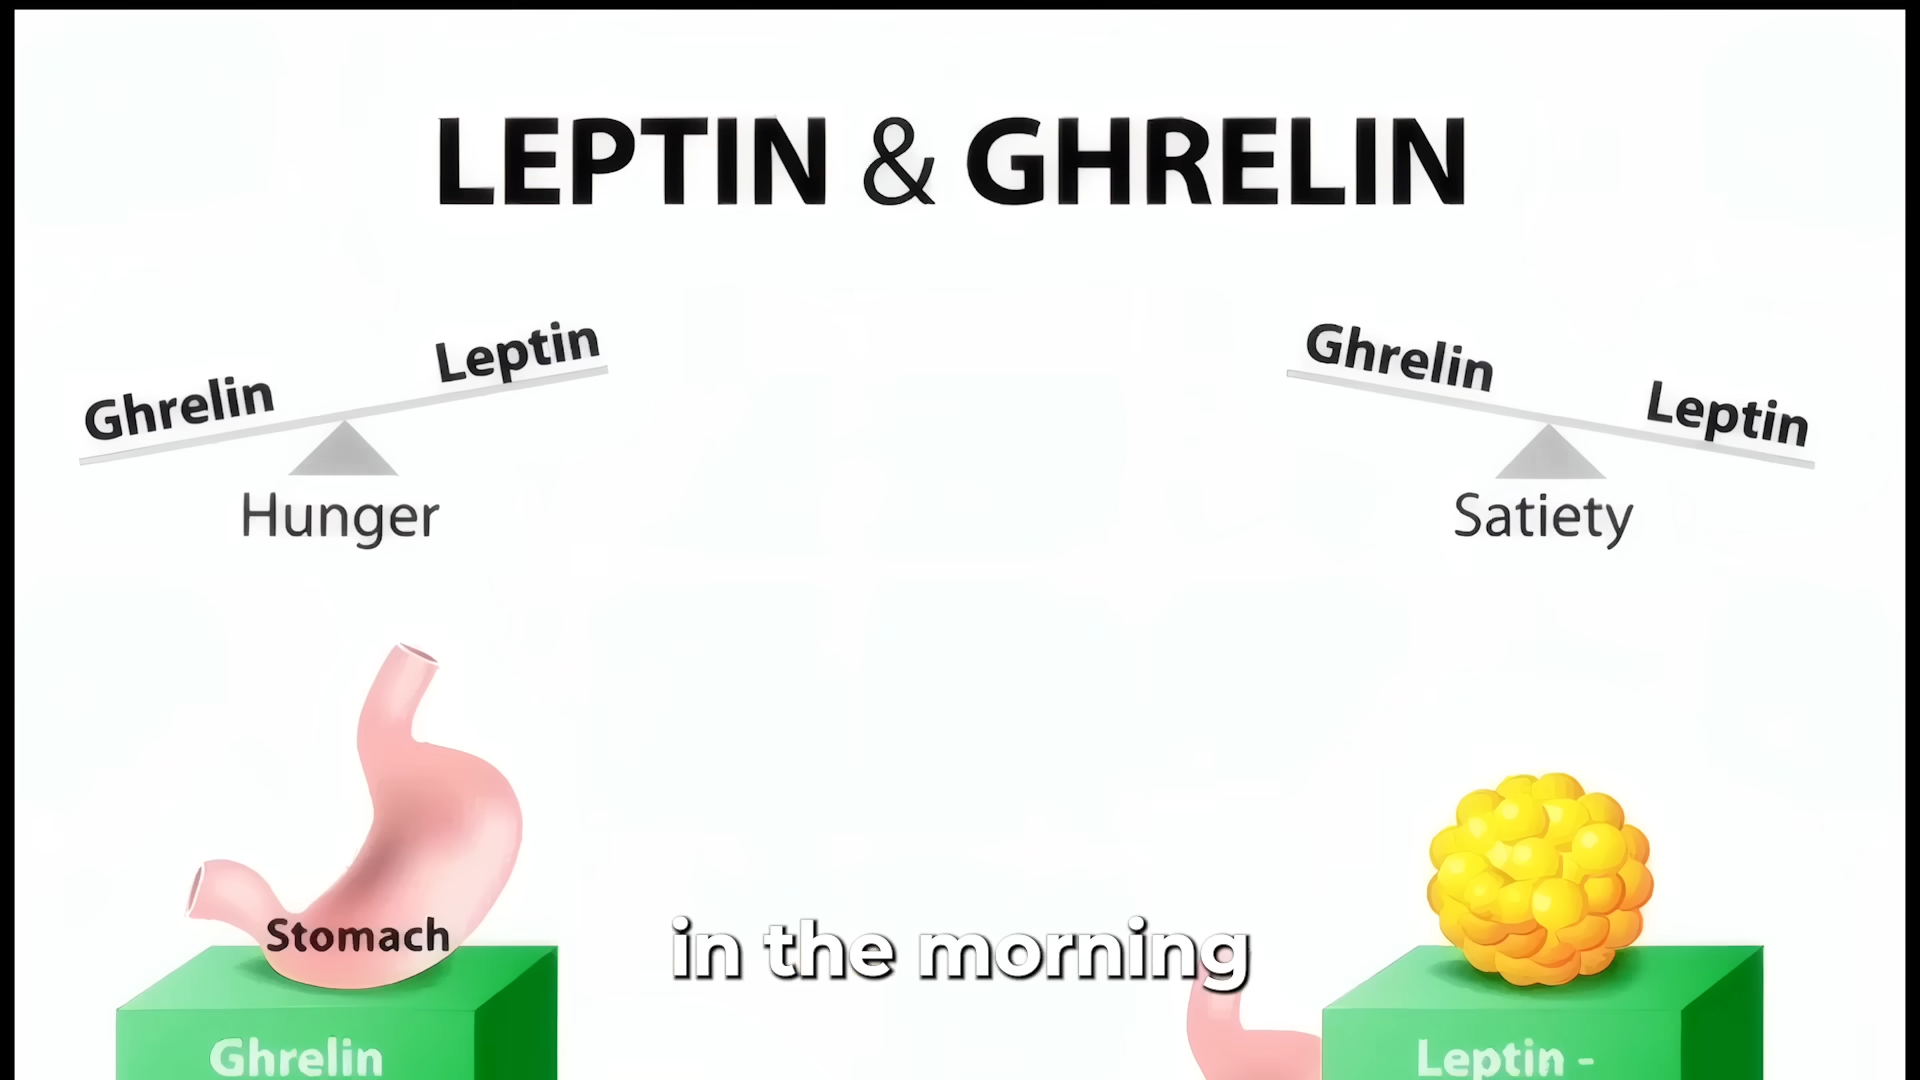 LEPTIN & GHRELIN
Ghrelin
Leptin
Hunger
Ghrelin
Leptin
Satiety
Stomach
in the morning
Ghrelin
Leptin -